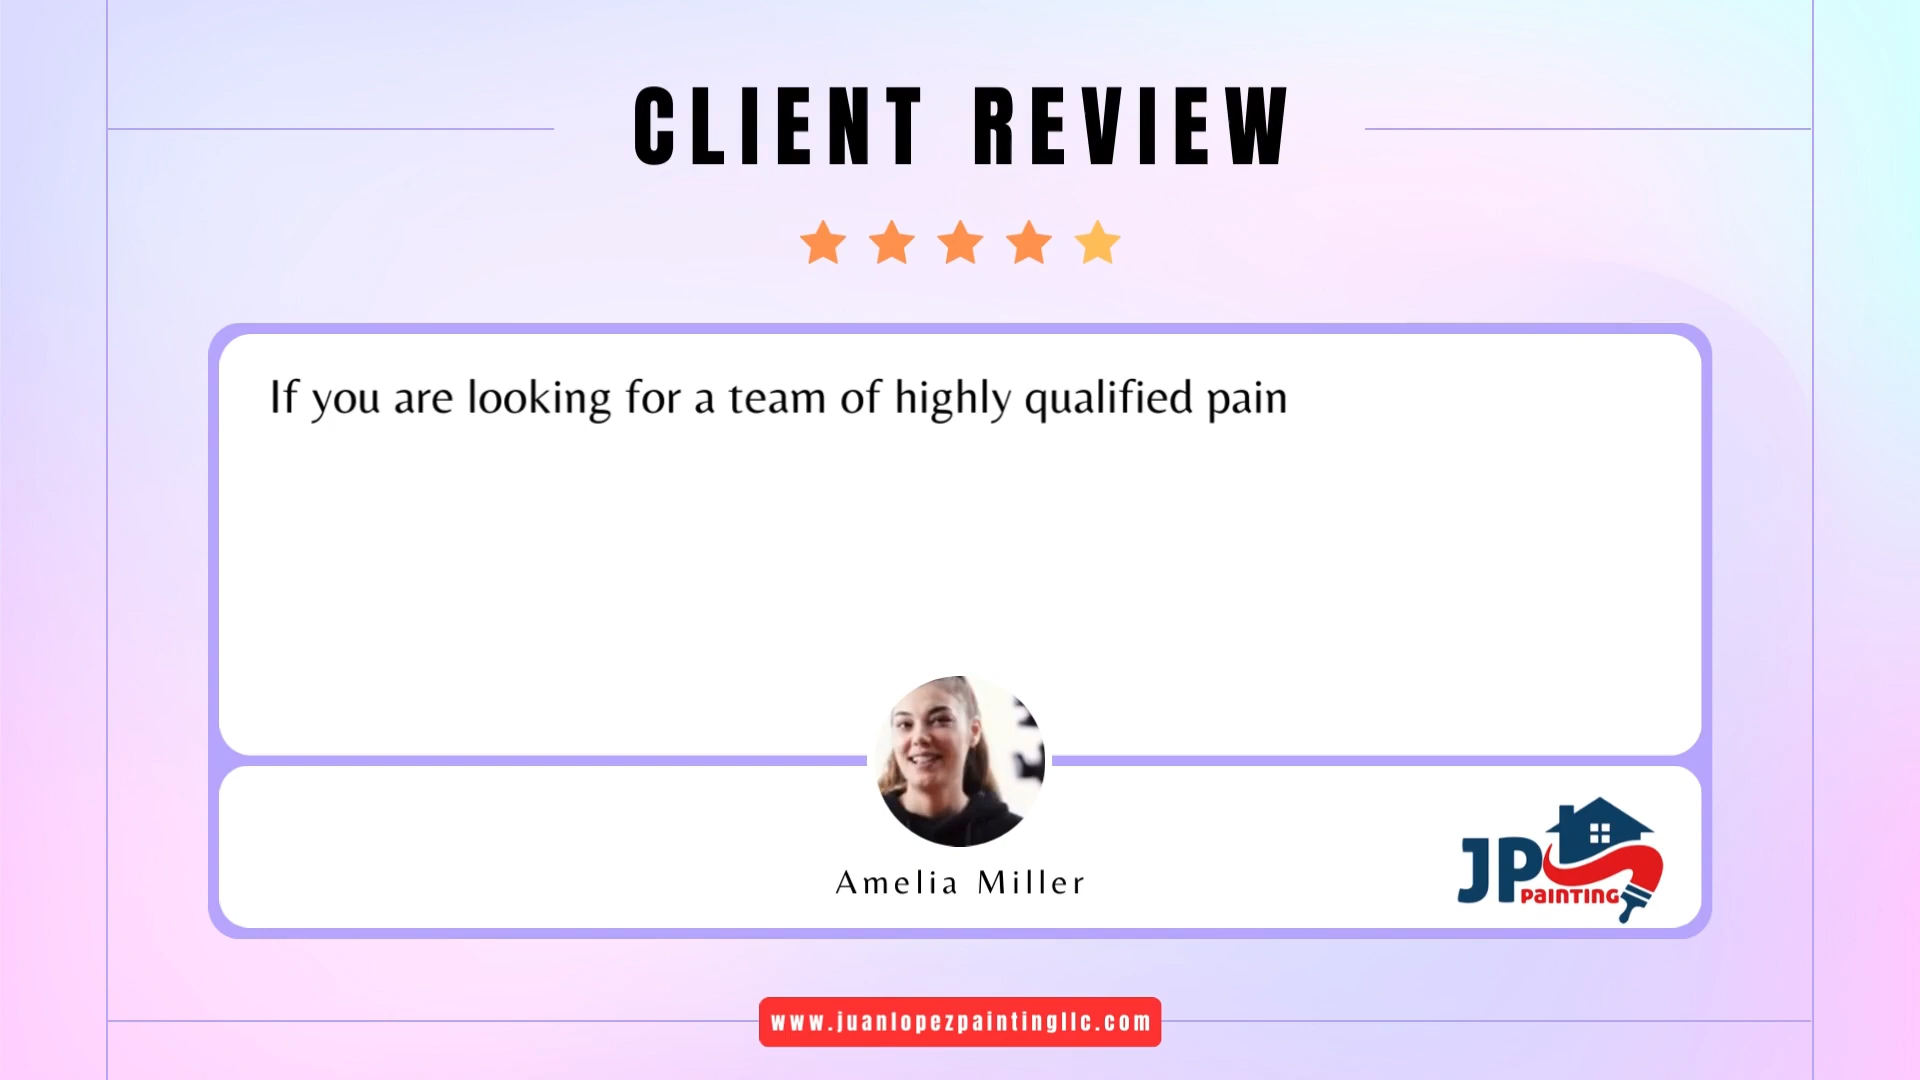 CLIENT REVIEW
If you are looking for a team of highly qualified pain
Amelia Miller
JP
PAINTING
www.juanlopezpaintingllc.com